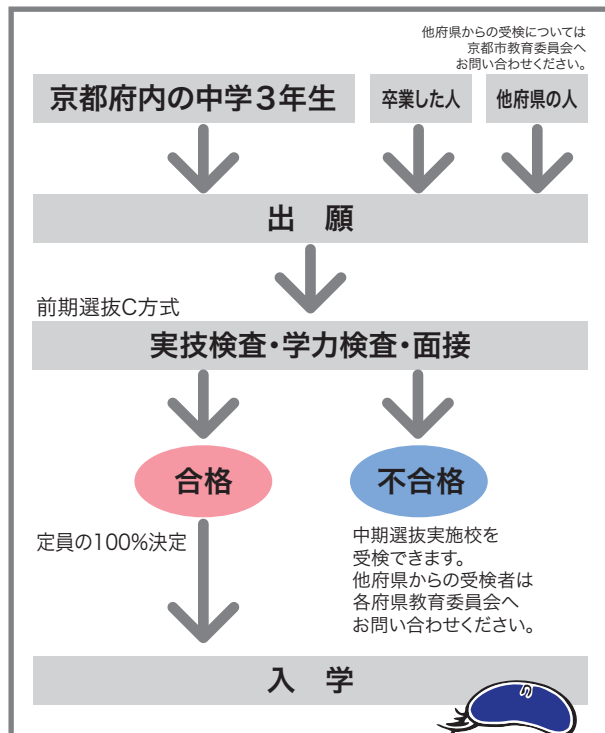 他府県からの受検については
京都市教育委員会へ
お問い合わせください。
京都府内の中学3年生
卒業した人
他府県の人
出　願
前期選抜C方式
実技検査・学力検査・面接
合格
不合格
定員の100%決定
中期選抜実施校を
受検できます。
他府県からの受検者は
各府県教育委員会へ
お問い合わせください。
入　学